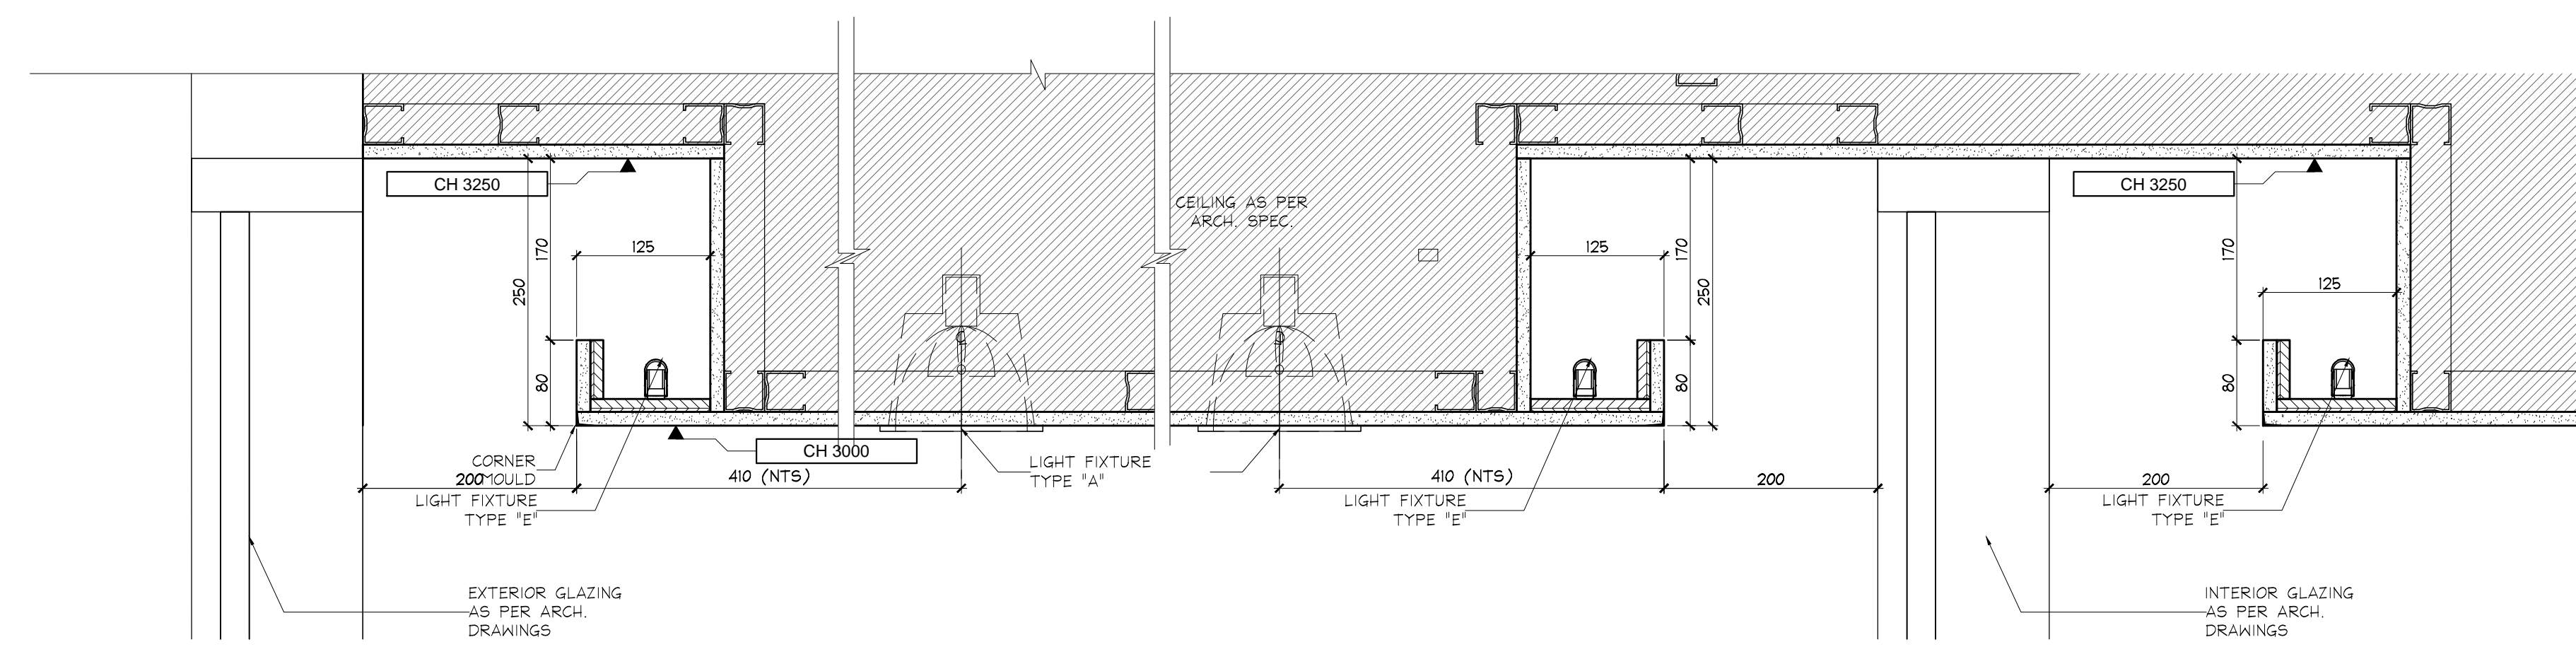 CH 3250
125
170
250
80
CORNER
MOULD
200
410 (NTS)
CH 3000
LIGHT FIXTURE
TYPE "E"
EXTERIOR GLAZING
AS PER ARCH.
DRAWINGS
LIGHT FIXTURE
TYPE "A"
CEILING AS PER
ARCH. SPEC.
125
170
250
80
410 (NTS)
200
LIGHT FIXTURE
TYPE "E"
CH 3250
170
125
80
200
LIGHT FIXTURE
TYPE "E"
INTERIOR GLAZING
AS PER ARCH.
DRAWINGS